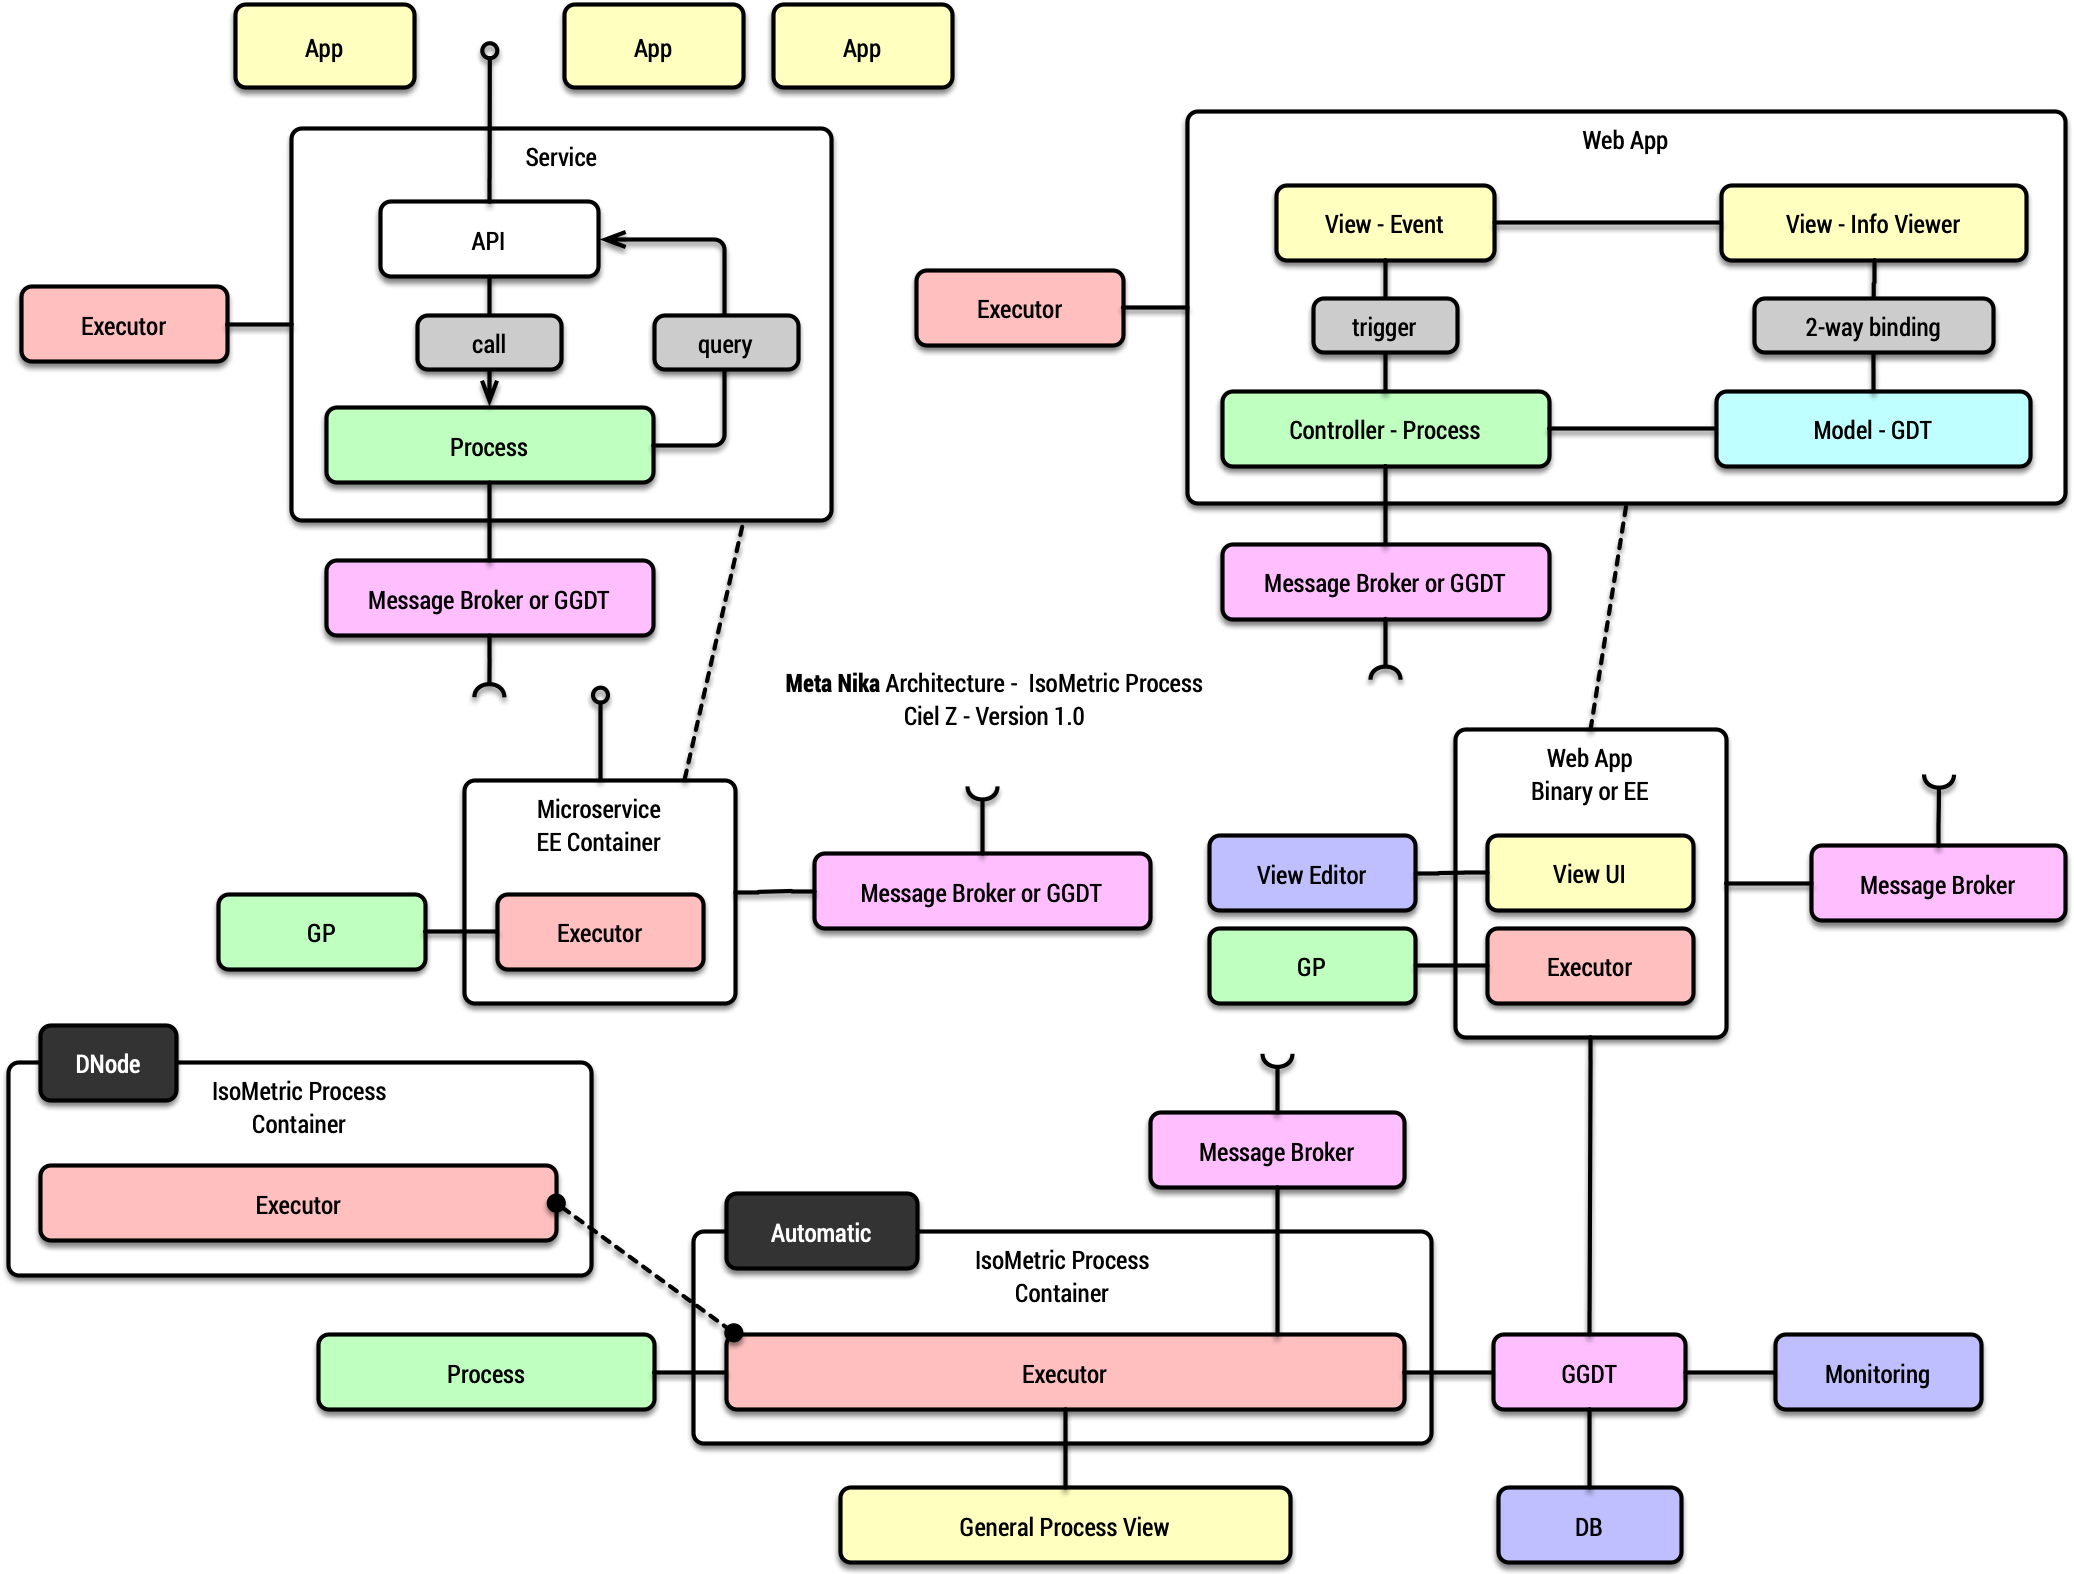 App
App
App
Service
API
Executor
call
query
Process
Message Broker or GGDT
Web App
View - Event
View - Info Viewer
Executor
trigger
2-way binding
Controller - Process
Model - GDT
Message Broker or GGDT
Meta Nika Architecture - IsoMetric Process
Ciel Z - Version 1.0
Microservice
EE Container
GP
Executor
Message Broker or GGDT
Web App
Binary or EE
View Editor
View UI
Message Broker
GP
Executor
DNode
IsoMetric Process
Container
Executor
Message Broker
Automatic
IsoMetric Process
Container
Process
Executor
GGDT
Monitoring
General Process View
DB